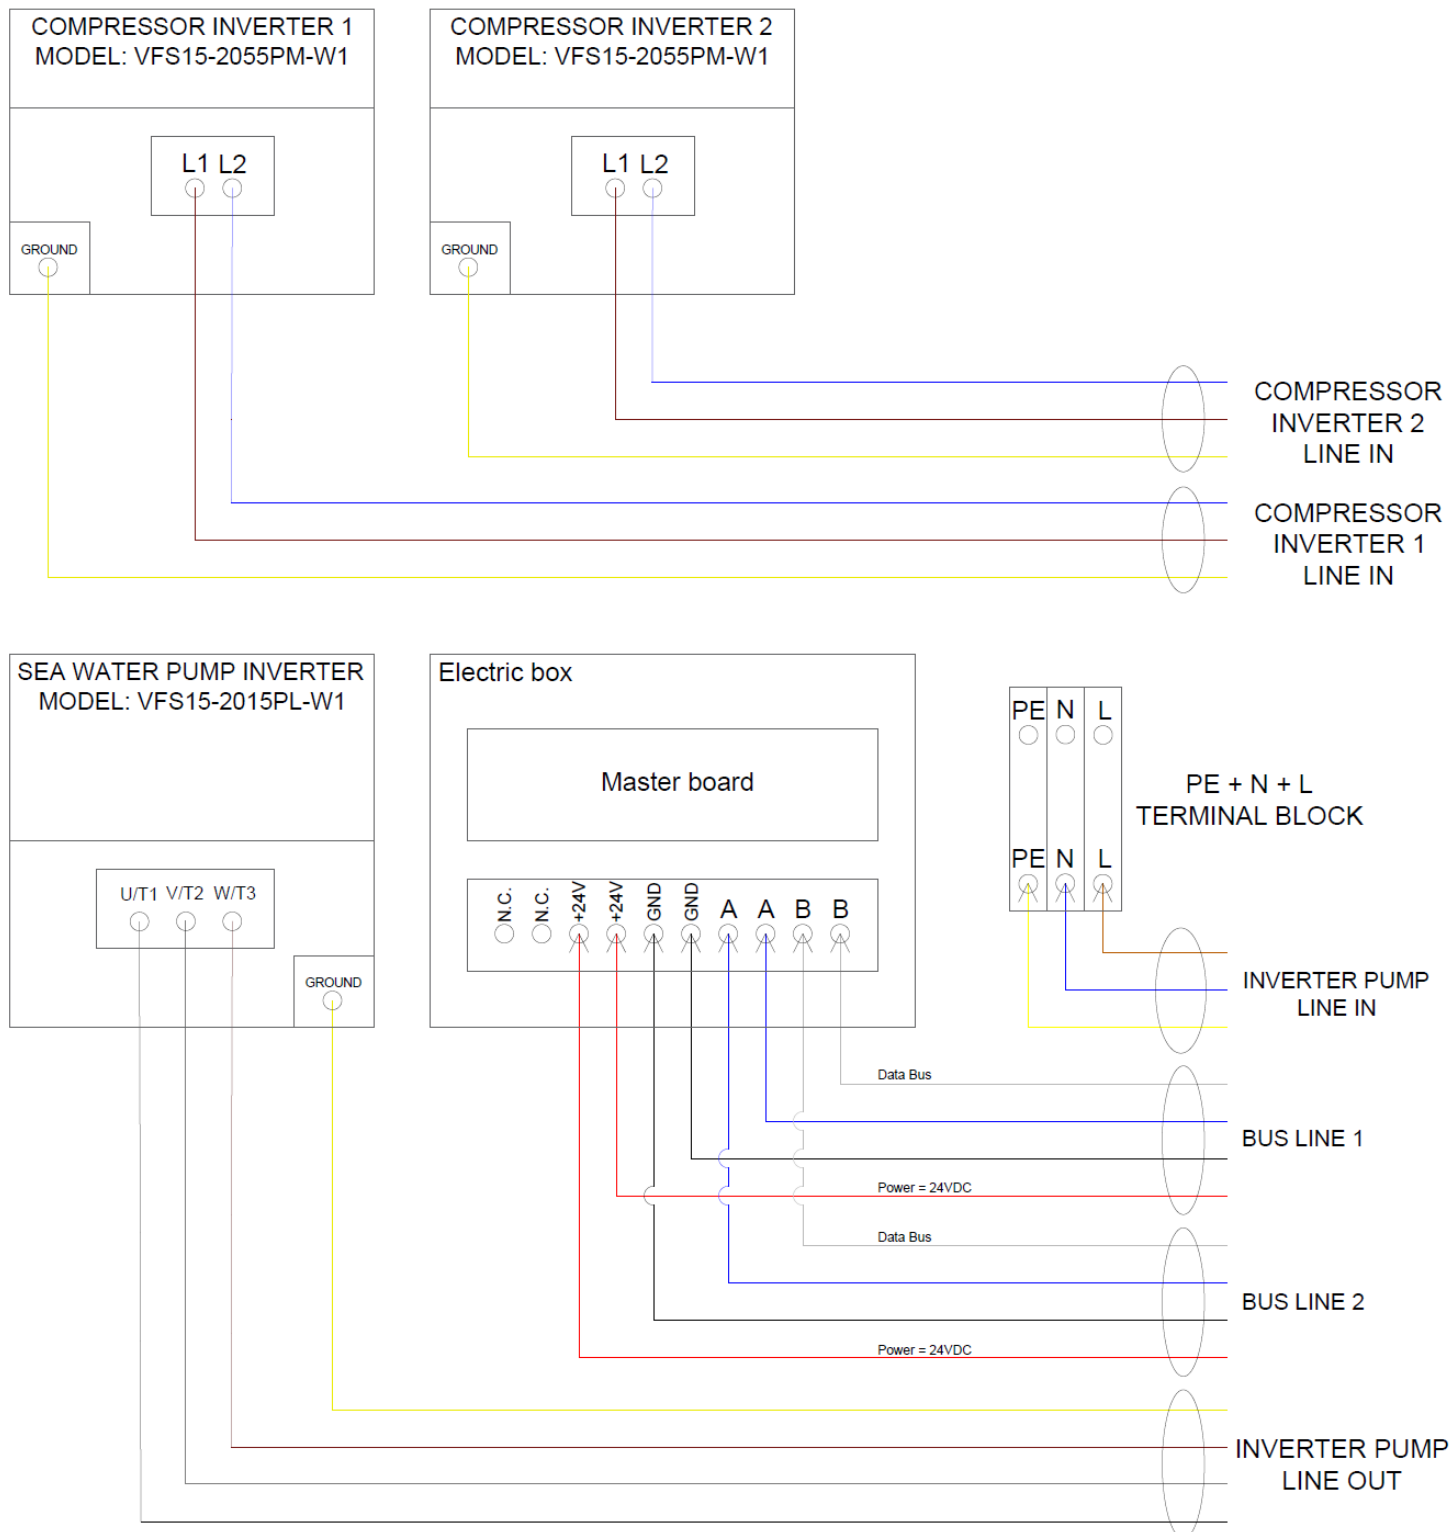 COMPRESSOR INVERTER 1
MODEL: VFS15-2055PM-W1
L1 L2
GROUND
COMPRESSOR INVERTER 2
MODEL: VFS15-2055PM-W1
L1 L2
GROUND
COMPRESSOR
INVERTER 2
LINE IN
COMPRESSOR
INVERTER 1
LINE IN
SEA WATER PUMP INVERTER
MODEL: VFS15-2015PL-W1
U/T1 V/T2 W/T3
GROUND
Electric box
Master board
N.C. N.C. +24V +24V GND GND A A B B
PE N L
PE N L
PE + N + L
TERMINAL BLOCK
INVERTER PUMP
LINE IN
Data Bus
BUS LINE 1
Power = 24VDC
Data Bus
BUS LINE 2
Power = 24VDC
INVERTER PUMP
LINE OUT